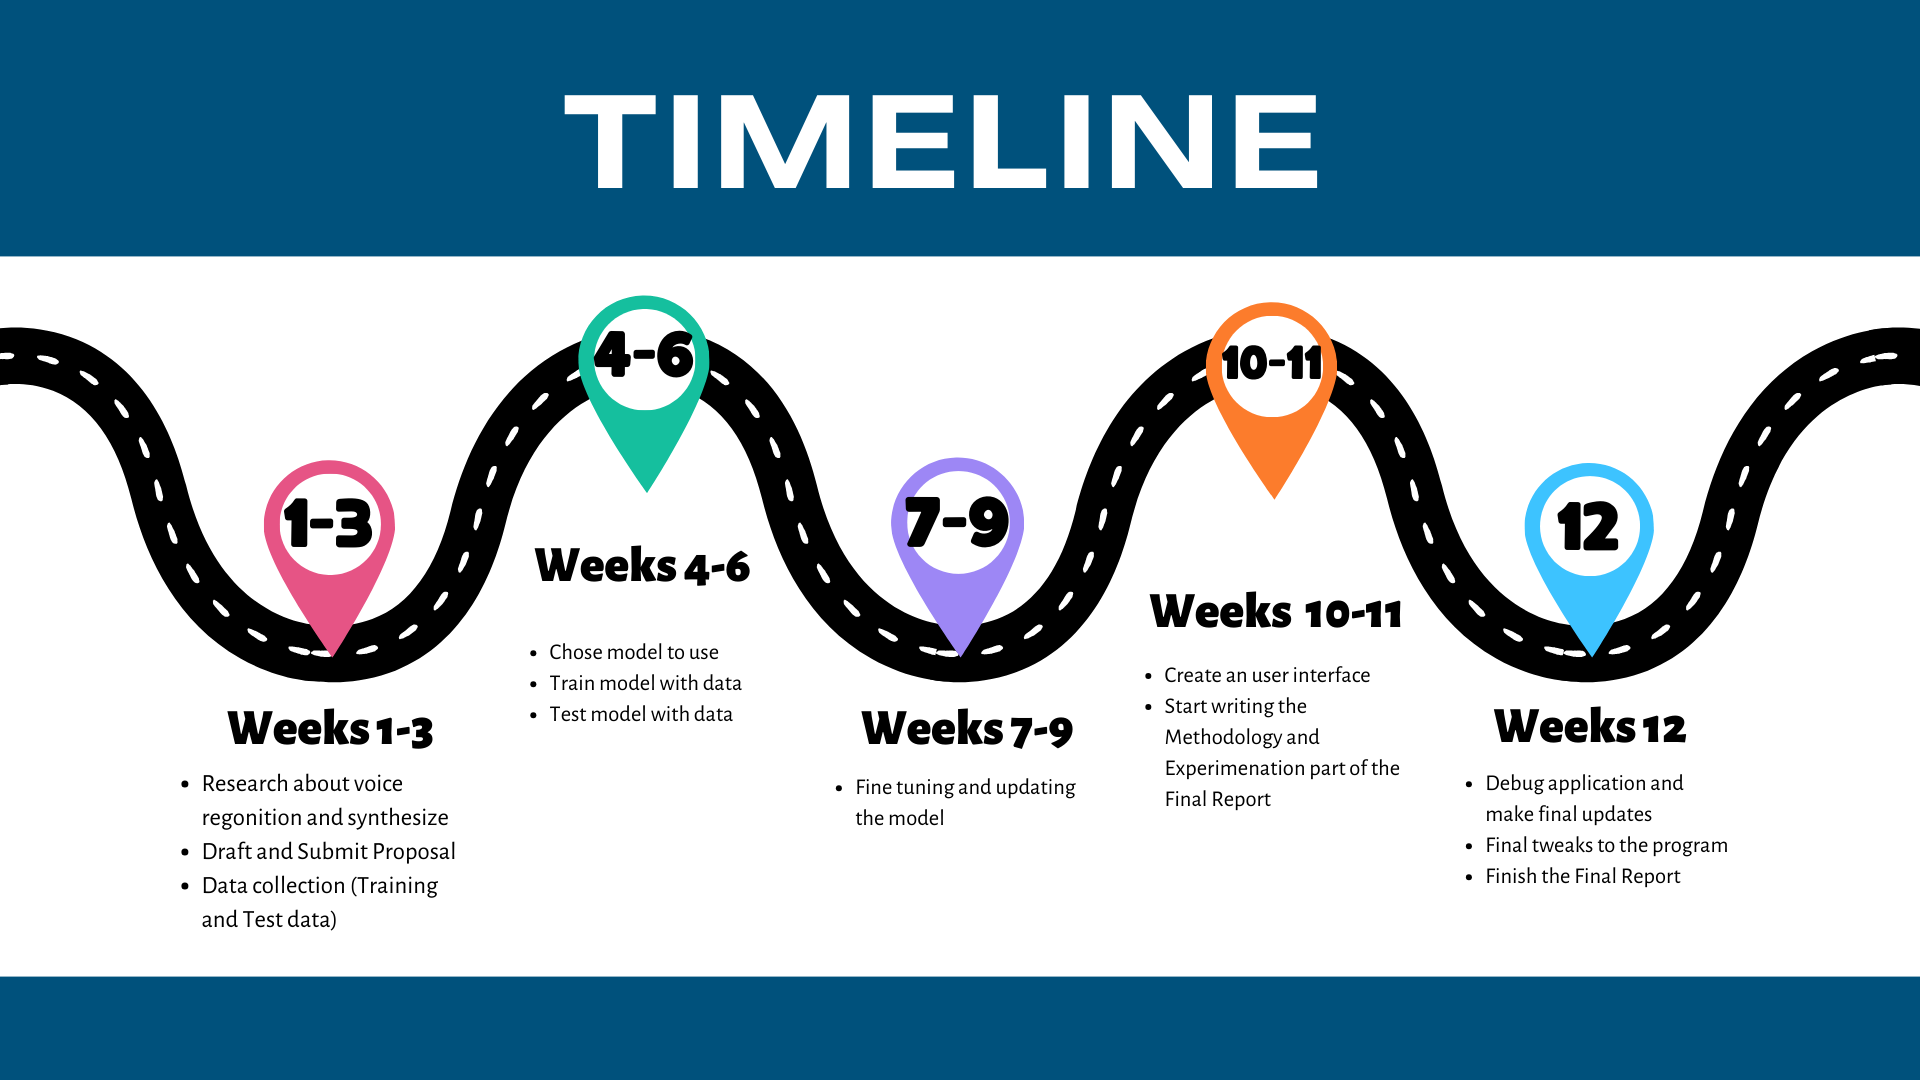 TIMELINE
1-3
4-6
7-9
10-11
12
Weeks 1-3
• Research about voice
regonition and synthesize
• Draft and Submit Proposal
• Data collection (Training
and Test data)
Weeks 4-6
• Chose model to use
• Train model with data
• Test model with data
Weeks 7-9
• Fine tuning and updating
the model
Weeks 10-11
• Create an user interface
• Start writing the
Methodology and
Experimenation part of the
Final Report
Weeks 12
• Debug application and
make final updates
• Final tweaks to the program
• Finish the Final Report